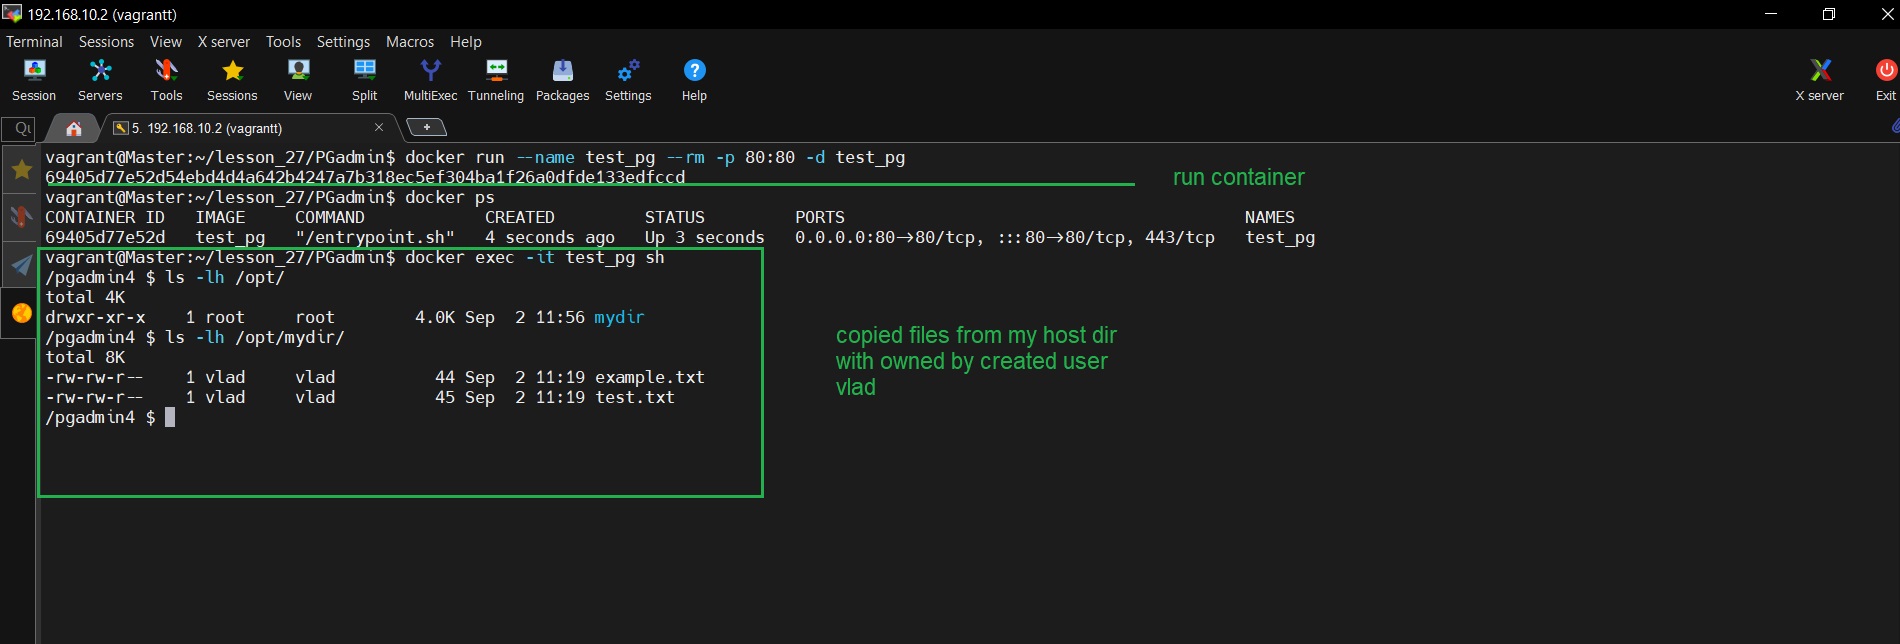 192.168.10.2 (vagrantt)
Terminal Sessions View X server Tools Settings Macros Help
Session Servers Tools Sessions View Split MultiExec Tunneling Packages Settings Help X server Exit
5. 192.168.10.2 (vagrantt)
vagrant@Master:~/lesson_27/PGadmin$ docker run --name test_pg --rm -p 80:80 -d test_pg
69405d77e52d54ebd4d4a642b4247a7b318ec5ef304ba1f26a0dfde133edfccd
run container
vagrant@Master:~/lesson_27/PGadmin$ docker ps
CONTAINER ID IMAGE COMMAND CREATED STATUS PORTS NAMES
69405d77e52d test_pg "/entrypoint.sh" 4 seconds ago Up 3 seconds 0.0.0.0:80->80/tcp, :::80->80/tcp, 443/tcp test_pg
vagrant@Master:~/lesson_27/PGadmin$ docker exec -it test_pg sh
/pgadmin4 $ ls -lh /opt/
total 4K
drwxr-xr-x 1 root root 4.0K Sep 2 11:56 mydir
/pgadmin4 $ ls -lh /opt/mydir/
total 8K
-rw-rw-r-- 1 vlad vlad 44 Sep 2 11:19 example.txt
-rw-rw-r-- 1 vlad vlad 45 Sep 2 11:19 test.txt
/pgadmin4 $
copied files from my host dir
with owned by created user
vlad